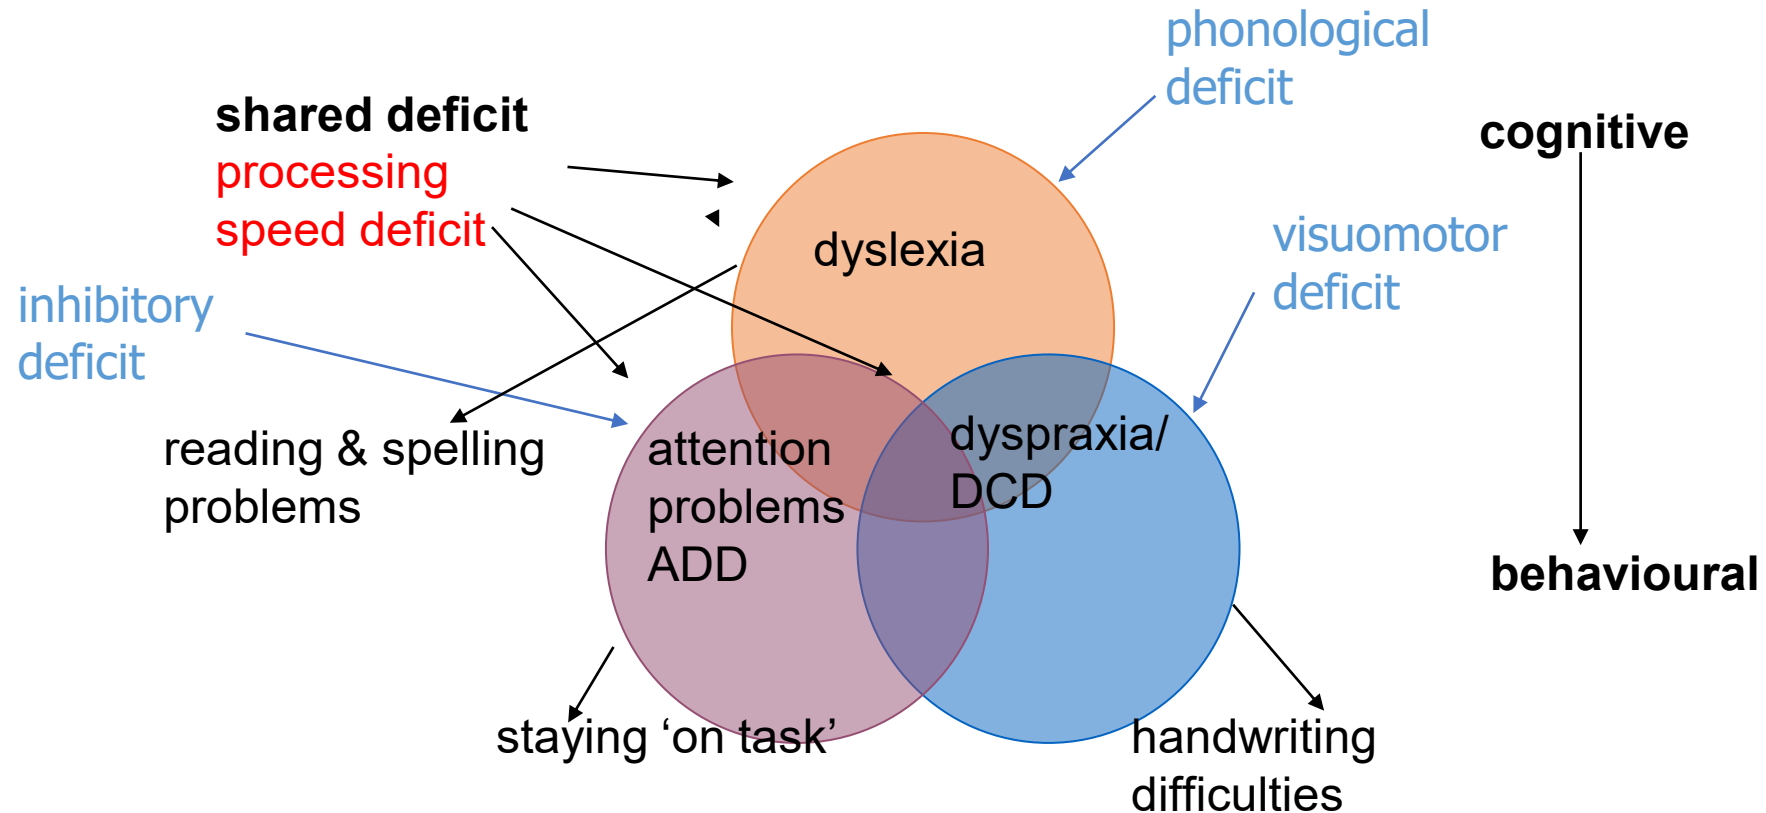 phonological
deficit
shared deficit
processing
speed deficit
cognitive
dyslexia
visuomotor
deficit
inhibitory
deficit
reading & spelling
problems
attention
problems
ADD
dyspraxia/
DCD
behavioural
staying ‘on task’
handwriting
difficulties